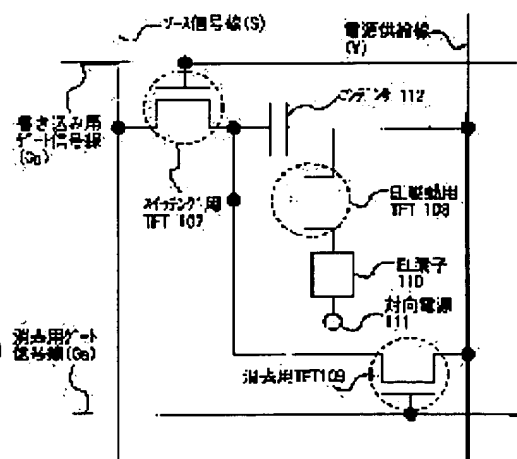 ソース信号線(S)
電源供給線
(V)
コンデンサ 112
書き込み用
ゲート信号線
(Ga)
スイッチング用
TFT 107
EL駆動用
TFT 108
EL素子
110
対向電源
111
消去用ゲート
信号線(Ge)
消去用TFT109